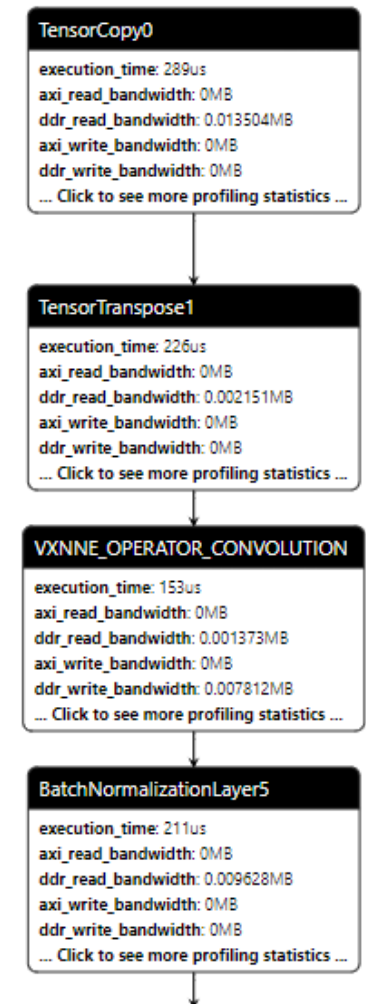 TensorCopy0
execution_time: 289us
axi_read_bandwidth: 0MB
ddr_read_bandwidth: 0.013504MB
axi_write_bandwidth: 0MB
ddr_write_bandwidth: 0MB
... Click to see more profiling statistics ...
TensorTranspose1
execution_time: 226us
axi_read_bandwidth: 0MB
ddr_read_bandwidth: 0.002151MB
axi_write_bandwidth: 0MB
ddr_write_bandwidth: 0MB
... Click to see more profiling statistics ...
VXNNE_OPERATOR_CONVOLUTION
execution_time: 153us
axi_read_bandwidth: 0MB
ddr_read_bandwidth: 0.001373MB
axi_write_bandwidth: 0MB
ddr_write_bandwidth: 0.007812MB
... Click to see more profiling statistics ...
BatchNormalizationLayer5
execution_time: 211us
axi_read_bandwidth: 0MB
ddr_read_bandwidth: 0.009628MB
axi_write_bandwidth: 0MB
ddr_write_bandwidth: 0MB
... Click to see more profiling statistics ...